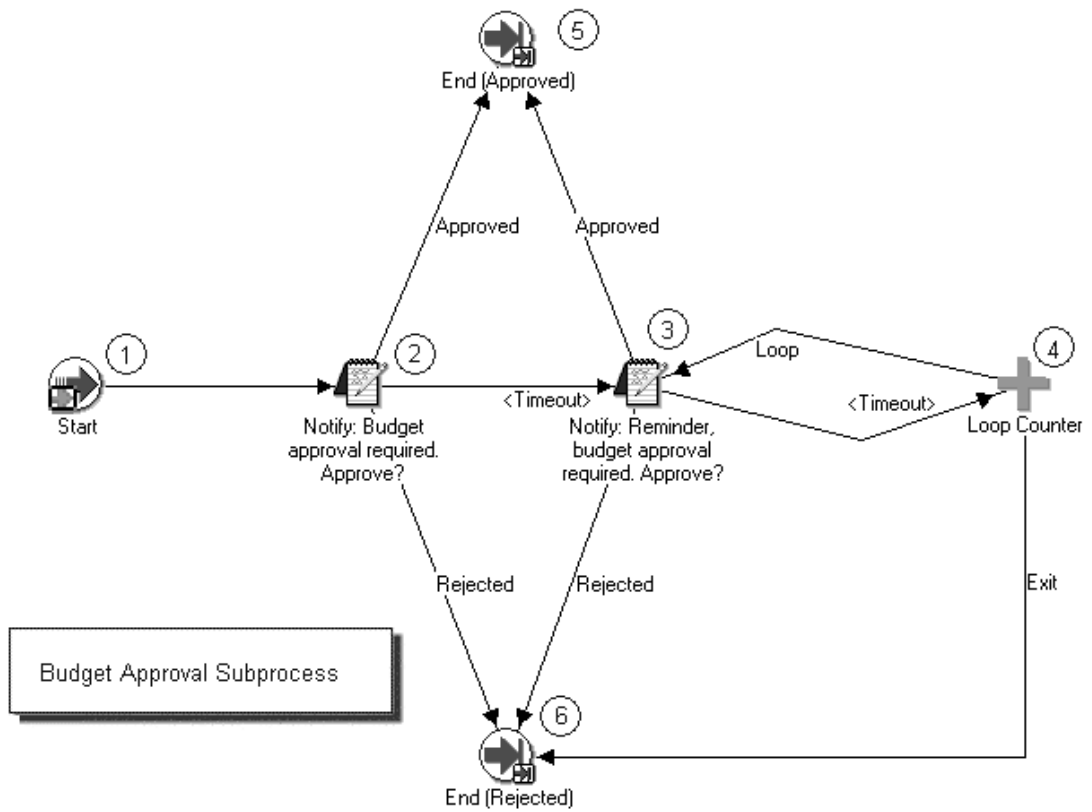 5
End (Approved)
Approved
Approved
1
2
3
4
Loop
<Timeout>
<Timeout>
Start
Notify: Budget
approval required.
Approve?
Notify: Reminder,
budget approval
required. Approve?
Loop Counter
Rejected
Rejected
Exit
Budget Approval Subprocess
6
End (Rejected)